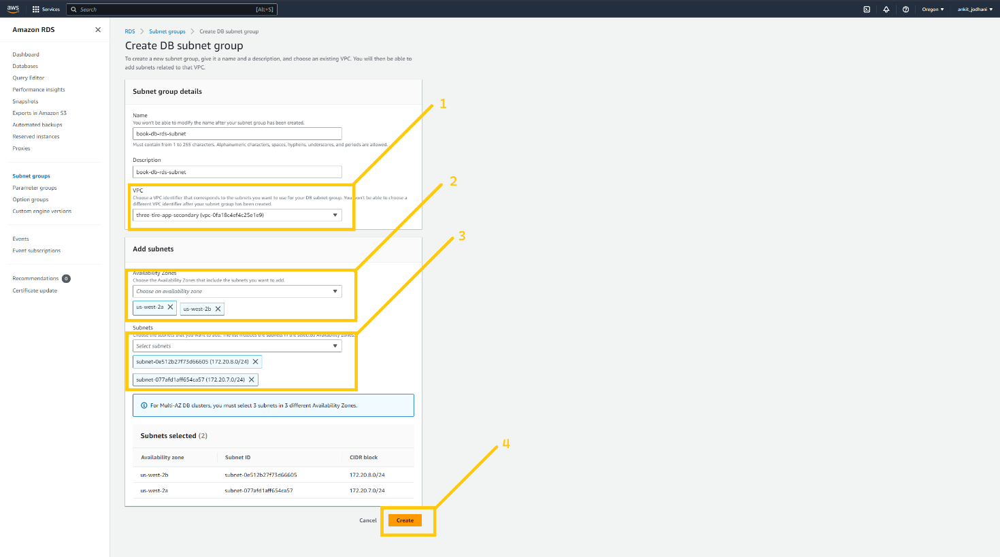 aws Services Search [Alt+S] Oregon ▼ ankit_jodhani ▼
Amazon RDS
Dashboard
Databases
Query Editor
Performance insights
Snapshots
Exports in Amazon S3
Automated backups
Reserved instances
Proxies
Subnet groups
Parameter groups
Option groups
Custom engine versions
Events
Event subscriptions
Recommendations 0
Certificate update
RDS > Subnet groups > Create DB subnet group
Create DB subnet group
To create a new subnet group, give it a name and a description, and choose an existing VPC. You will then be able to
add subnets related to that VPC.
Subnet group details
1
Name
You won't be able to modify the name after your subnet group has been created.
book-db-rds-subnet
Must contain from 1 to 255 characters. Alphanumeric characters, spaces, hyphens, underscores, and periods are allowed.
Description
book-db-rds-subnet
2
VPC
Choose a VPC identifier that corresponds to the subnets you want to use for your DB subnet group. You won't be able to choose a
different VPC identifier after your subnet group has been created.
three-tire-app-secondary (vpc-0fa18c4ef4c25e1e9)
3
Add subnets
Availability Zones
Choose the Availability Zones that include the subnets you want to add.
Choose an availability zone
us-west-2a us-west-2b
Subnets
Choose the subnets that you want to add. The list includes the subnets in the selected Availability Zones.
Select subnets
subnet-0e512b27f73d66605 (172.20.8.0/24)
subnet-077afd1aff654ca57 (172.20.7.0/24)
For Multi-AZ DB clusters, you must select 3 subnets in 3 different Availability Zones.
Subnets selected (2)
4
Availability zone Subnet ID CIDR block
us-west-2b subnet-0e512b27f73d66605 172.20.8.0/24
us-west-2a subnet-077afd1aff654ca57 172.20.7.0/24
Cancel Create